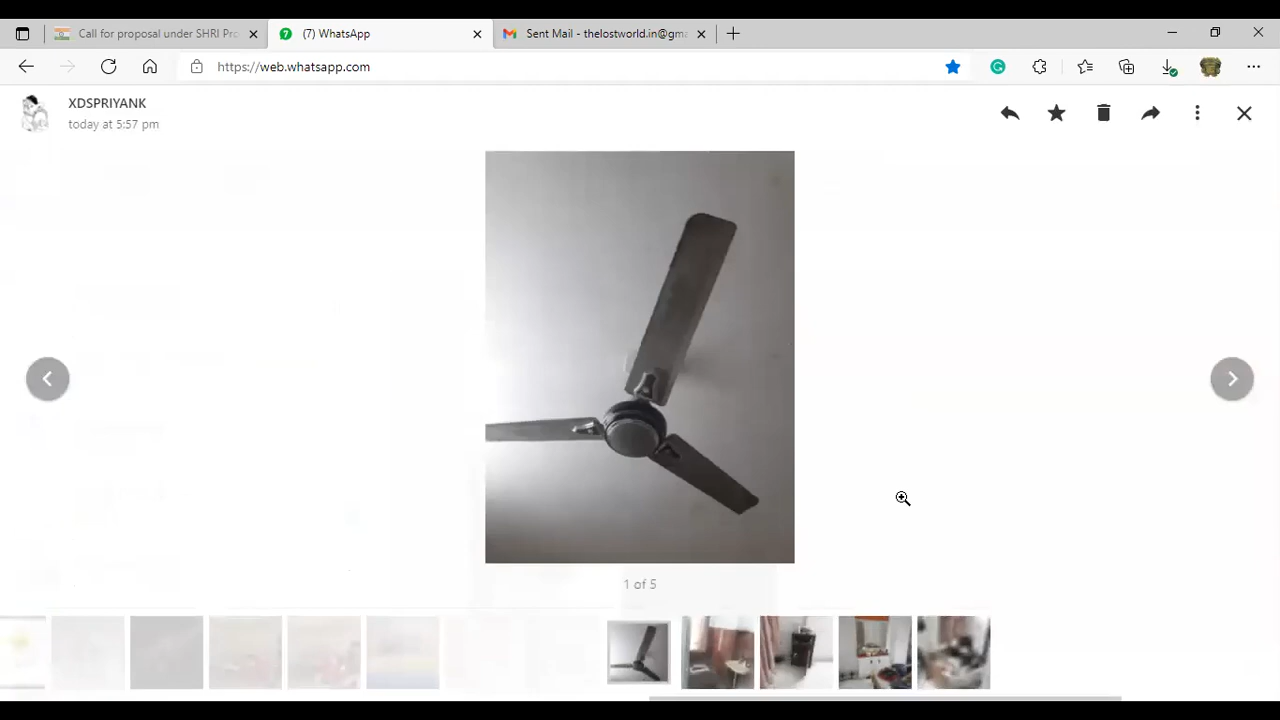 Call for proposal under SHRI Pro
(7) WhatsApp
Sent Mail - thelostworld.in@gma
https://web.whatsapp.com
XDSPRIYANK
today at 5:57 pm
1 of 5